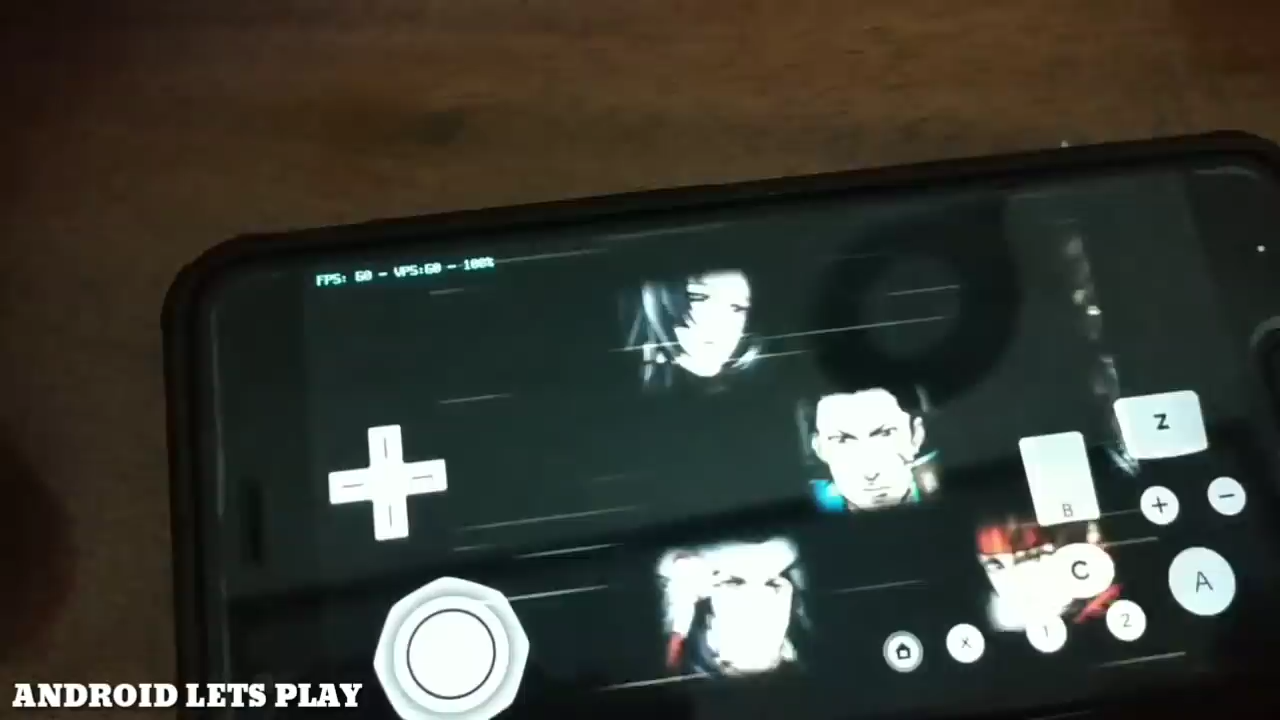 FPS: 60 - VPS:60 - 100%
Z
B
+
-
C
A
X
1
2
ANDROID LETS PLAY